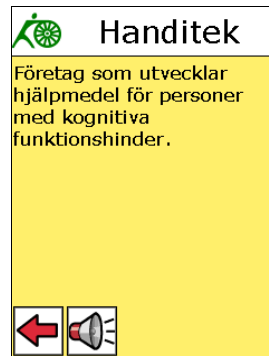 Handitek
Företag som utvecklar
hjälpmedel för personer
med kognitiva
funktionshinder.